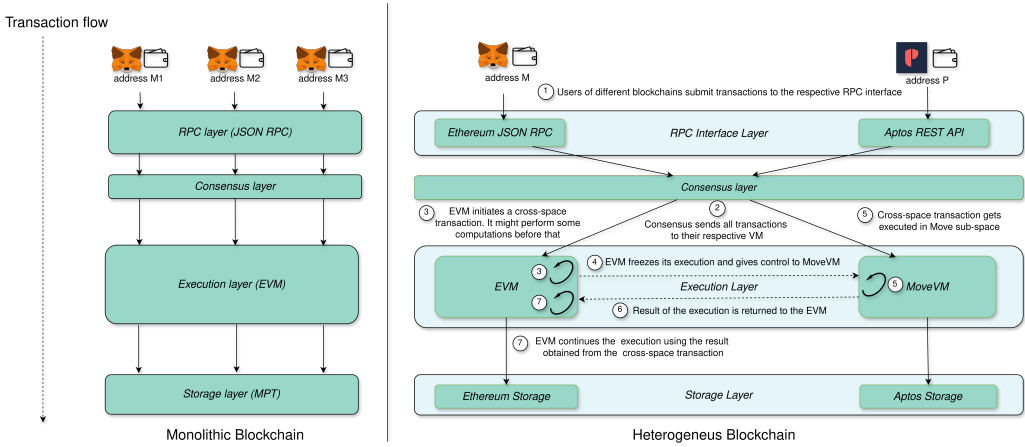 Transaction flow
address M1
address M2
address M3
RPC layer (JSON RPC)
Consensus layer
Execution layer (EVM)
Storage layer (MPT)
Monolithic Blockchain
address M
address P
1 Users of different blockchains submit transactions to the respective RPC interface
Ethereum JSON RPC
RPC Interface Layer
Aptos REST API
Consensus layer
3 EVM initiates a cross-space
transaction. It might perform some
computations before that
2
Consensus sends all transactions
to their respective VM
5 Cross-space transaction gets
executed in Move sub-space
EVM
3
7
4 EVM freezes its execution and gives control to MoveVM
Execution Layer
5
MoveVM
6 Result of the execution is returned to the EVM
7 EVM continues the execution using the result
obtained from the cross-space transaction
Ethereum Storage
Storage Layer
Aptos Storage
Heterogeneus Blockchain